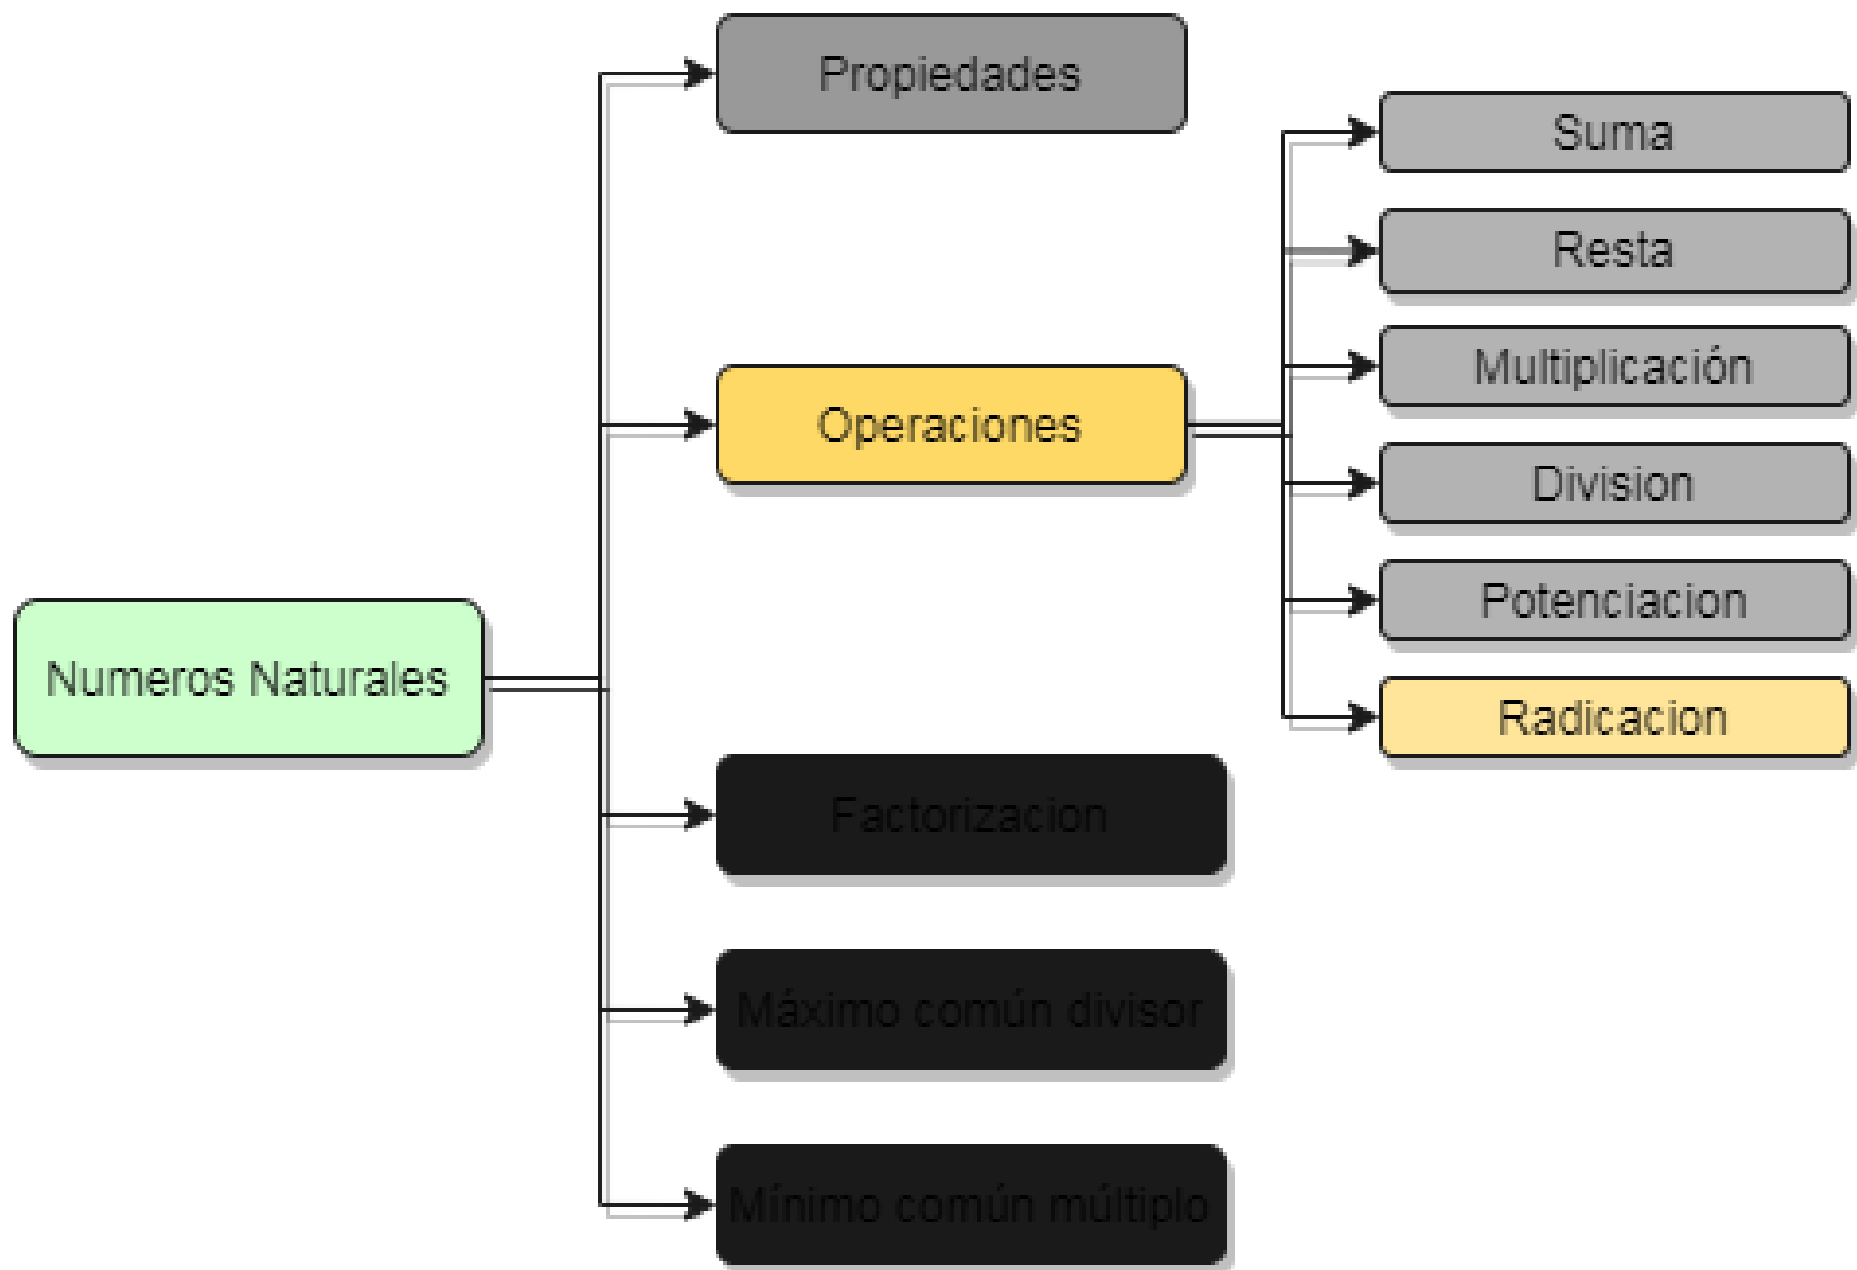 Propiedades
Suma
Resta
Multiplicación
Operaciones
Division
Potenciacion
Numeros Naturales
Radicacion
Factorizacion
Máximo común divisor
Mínimo común múltiplo